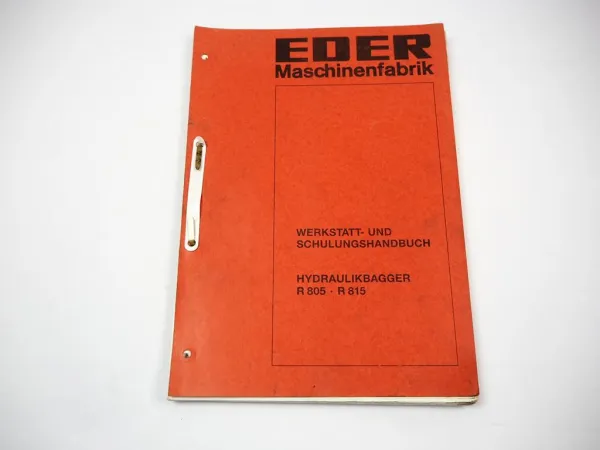 EDER
Maschinenfabrik
WERKSTATT- UND
SCHULUNGSHANDBUCH
HYDRAULIKBAGGER
R 805 · R 815